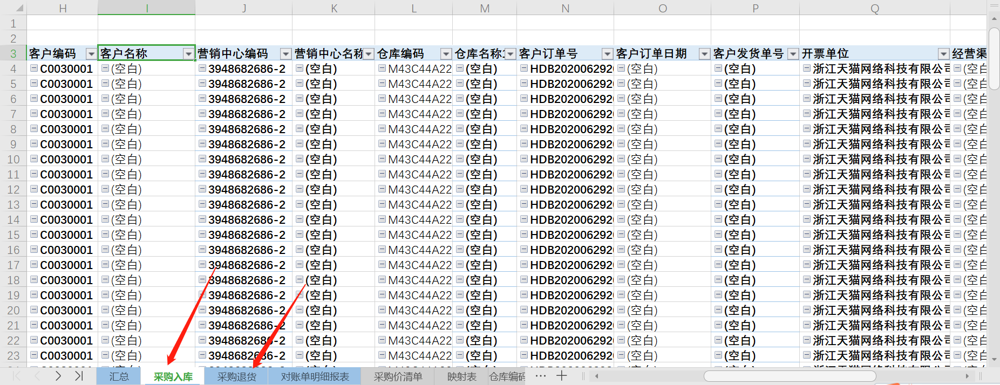 H I J K L M N O P Q
1
2
3 客户编码 客户名称 营销中心编码 营销中心名称 仓库编码 仓库名称 客户订单号 客户订单日期 客户发货单号 开票单位 经营渠
4 C0030001 (空白) 3948682686-2 (空白) M43C44A22 (空白) HDB202006292 (空白) (空白) 浙江天猫网络科技有限公司 (空白
5 C0030001 (空白) 3948682686-2 (空白) M43C44A22 (空白) HDB202006292 (空白) (空白) 浙江天猫网络科技有限公司 (空白
6 C0030001 (空白) 3948682686-2 (空白) M43C44A22 (空白) HDB202006292 (空白) (空白) 浙江天猫网络科技有限公司 (空白
7 C0030001 (空白) 3948682686-2 (空白) M43C44A22 (空白) HDB202006292 (空白) (空白) 浙江天猫网络科技有限公司 (空白
8 C0030001 (空白) 3948682686-2 (空白) M43C44A22 (空白) HDB202006292 (空白) (空白) 浙江天猫网络科技有限公司 (空白
9 C0030001 (空白) 3948682686-2 (空白) M43C44A22 (空白) HDB202006292 (空白) (空白) 浙江天猫网络科技有限公司 (空白
10 C0030001 (空白) 3948682686-2 (空白) M43C44A22 (空白) HDB202006292 (空白) (空白) 浙江天猫网络科技有限公司 (空白
11 C0030001 (空白) 3948682686-2 (空白) M43C44A22 (空白) HDB202006292 (空白) (空白) 浙江天猫网络科技有限公司 (空白
12 C0030001 (空白) 3948682686-2 (空白) M43C44A22 (空白) HDB202006292 (空白) (空白) 浙江天猫网络科技有限公司 (空白
13 C0030001 (空白) 3948682686-2 (空白) M43C44A22 (空白) HDB202006292 (空白) (空白) 浙江天猫网络科技有限公司 (空白
14 C0030001 (空白) 3948682686-2 (空白) M43C44A22 (空白) HDB202006292 (空白) (空白) 浙江天猫网络科技有限公司 (空白
15 C0030001 (空白) 3948682686-2 (空白) M43C44A22 (空白) HDB202006292 (空白) (空白) 浙江天猫网络科技有限公司 (空白
16 C0030001 (空白) 3948682686-2 (空白) M43C44A22 (空白) HDB202006292 (空白) (空白) 浙江天猫网络科技有限公司 (空白
17 C0030001 (空白) 3948682686-2 (空白) M43C44A22 (空白) HDB202006292 (空白) (空白) 浙江天猫网络科技有限公司 (空白
18 C0030001 (空白) 3948682686-2 (空白) M43C44A22 (空白) HDB202006292 (空白) (空白) 浙江天猫网络科技有限公司 (空白
19 C0030001 (空白) 3948682686-2 (空白) M43C44A22 (空白) HDB202006292 (空白) (空白) 浙江天猫网络科技有限公司 (空白
20 C0030001 (空白) 3948682686-2 (空白) M43C44A22 (空白) HDB202006292 (空白) (空白) 浙江天猫网络科技有限公司 (空白
21 C0030001 (空白) 3948682686-2 (空白) M43C44A22 (空白) HDB202006292 (空白) (空白) 浙江天猫网络科技有限公司 (空白
22 C0030001 (空白) 3948682686-2 (空白) M43C44A22 (空白) HDB202006292 (空白) (空白) 浙江天猫网络科技有限公司 (空白
23 C0030001 (空白) 3948682686-2 (空白) M43C44A22 (空白) HDB202006292 (空白) (空白) 浙江天猫网络科技有限公司 (空白
汇总 采购入库 采购退货 对账单明细报表 采购价清单 映射表 仓库编码 ··· +